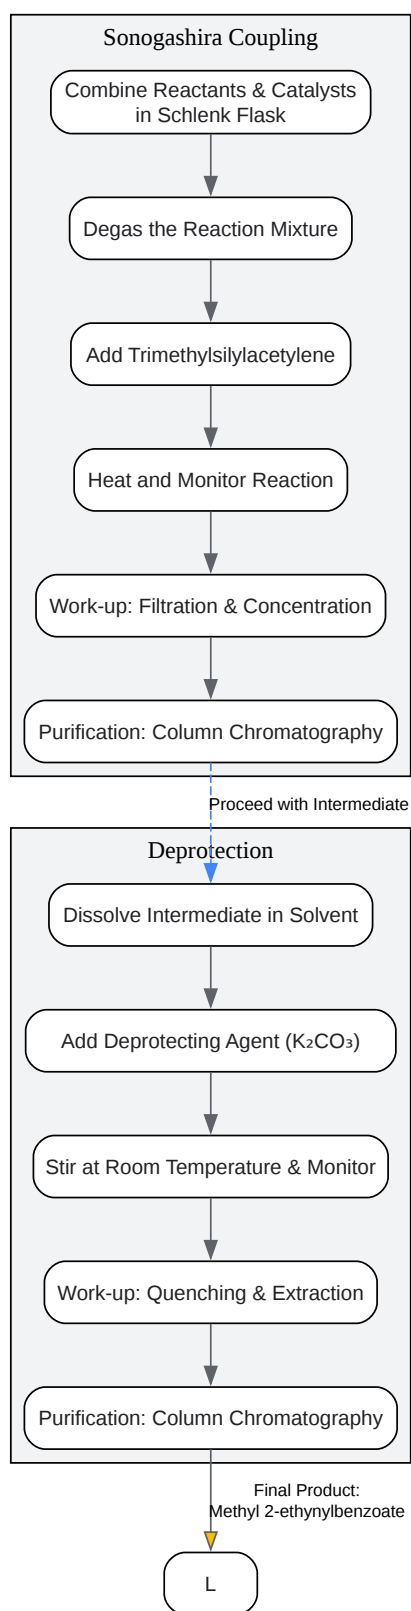 Sonogashira Coupling
Combine Reactants & Catalysts
in Schlenk Flask
Degas the Reaction Mixture
Add Trimethylsilylacetylene
Heat and Monitor Reaction
Work-up: Filtration & Concentration
Purification: Column Chromatography
Proceed with Intermediate
Deprotection
Dissolve Intermediate in Solvent
Add Deprotecting Agent (K₂CO₃)
Stir at Room Temperature & Monitor
Work-up: Quenching & Extraction
Purification: Column Chromatography
Final Product:
Methyl 2-ethynylbenzoate
L